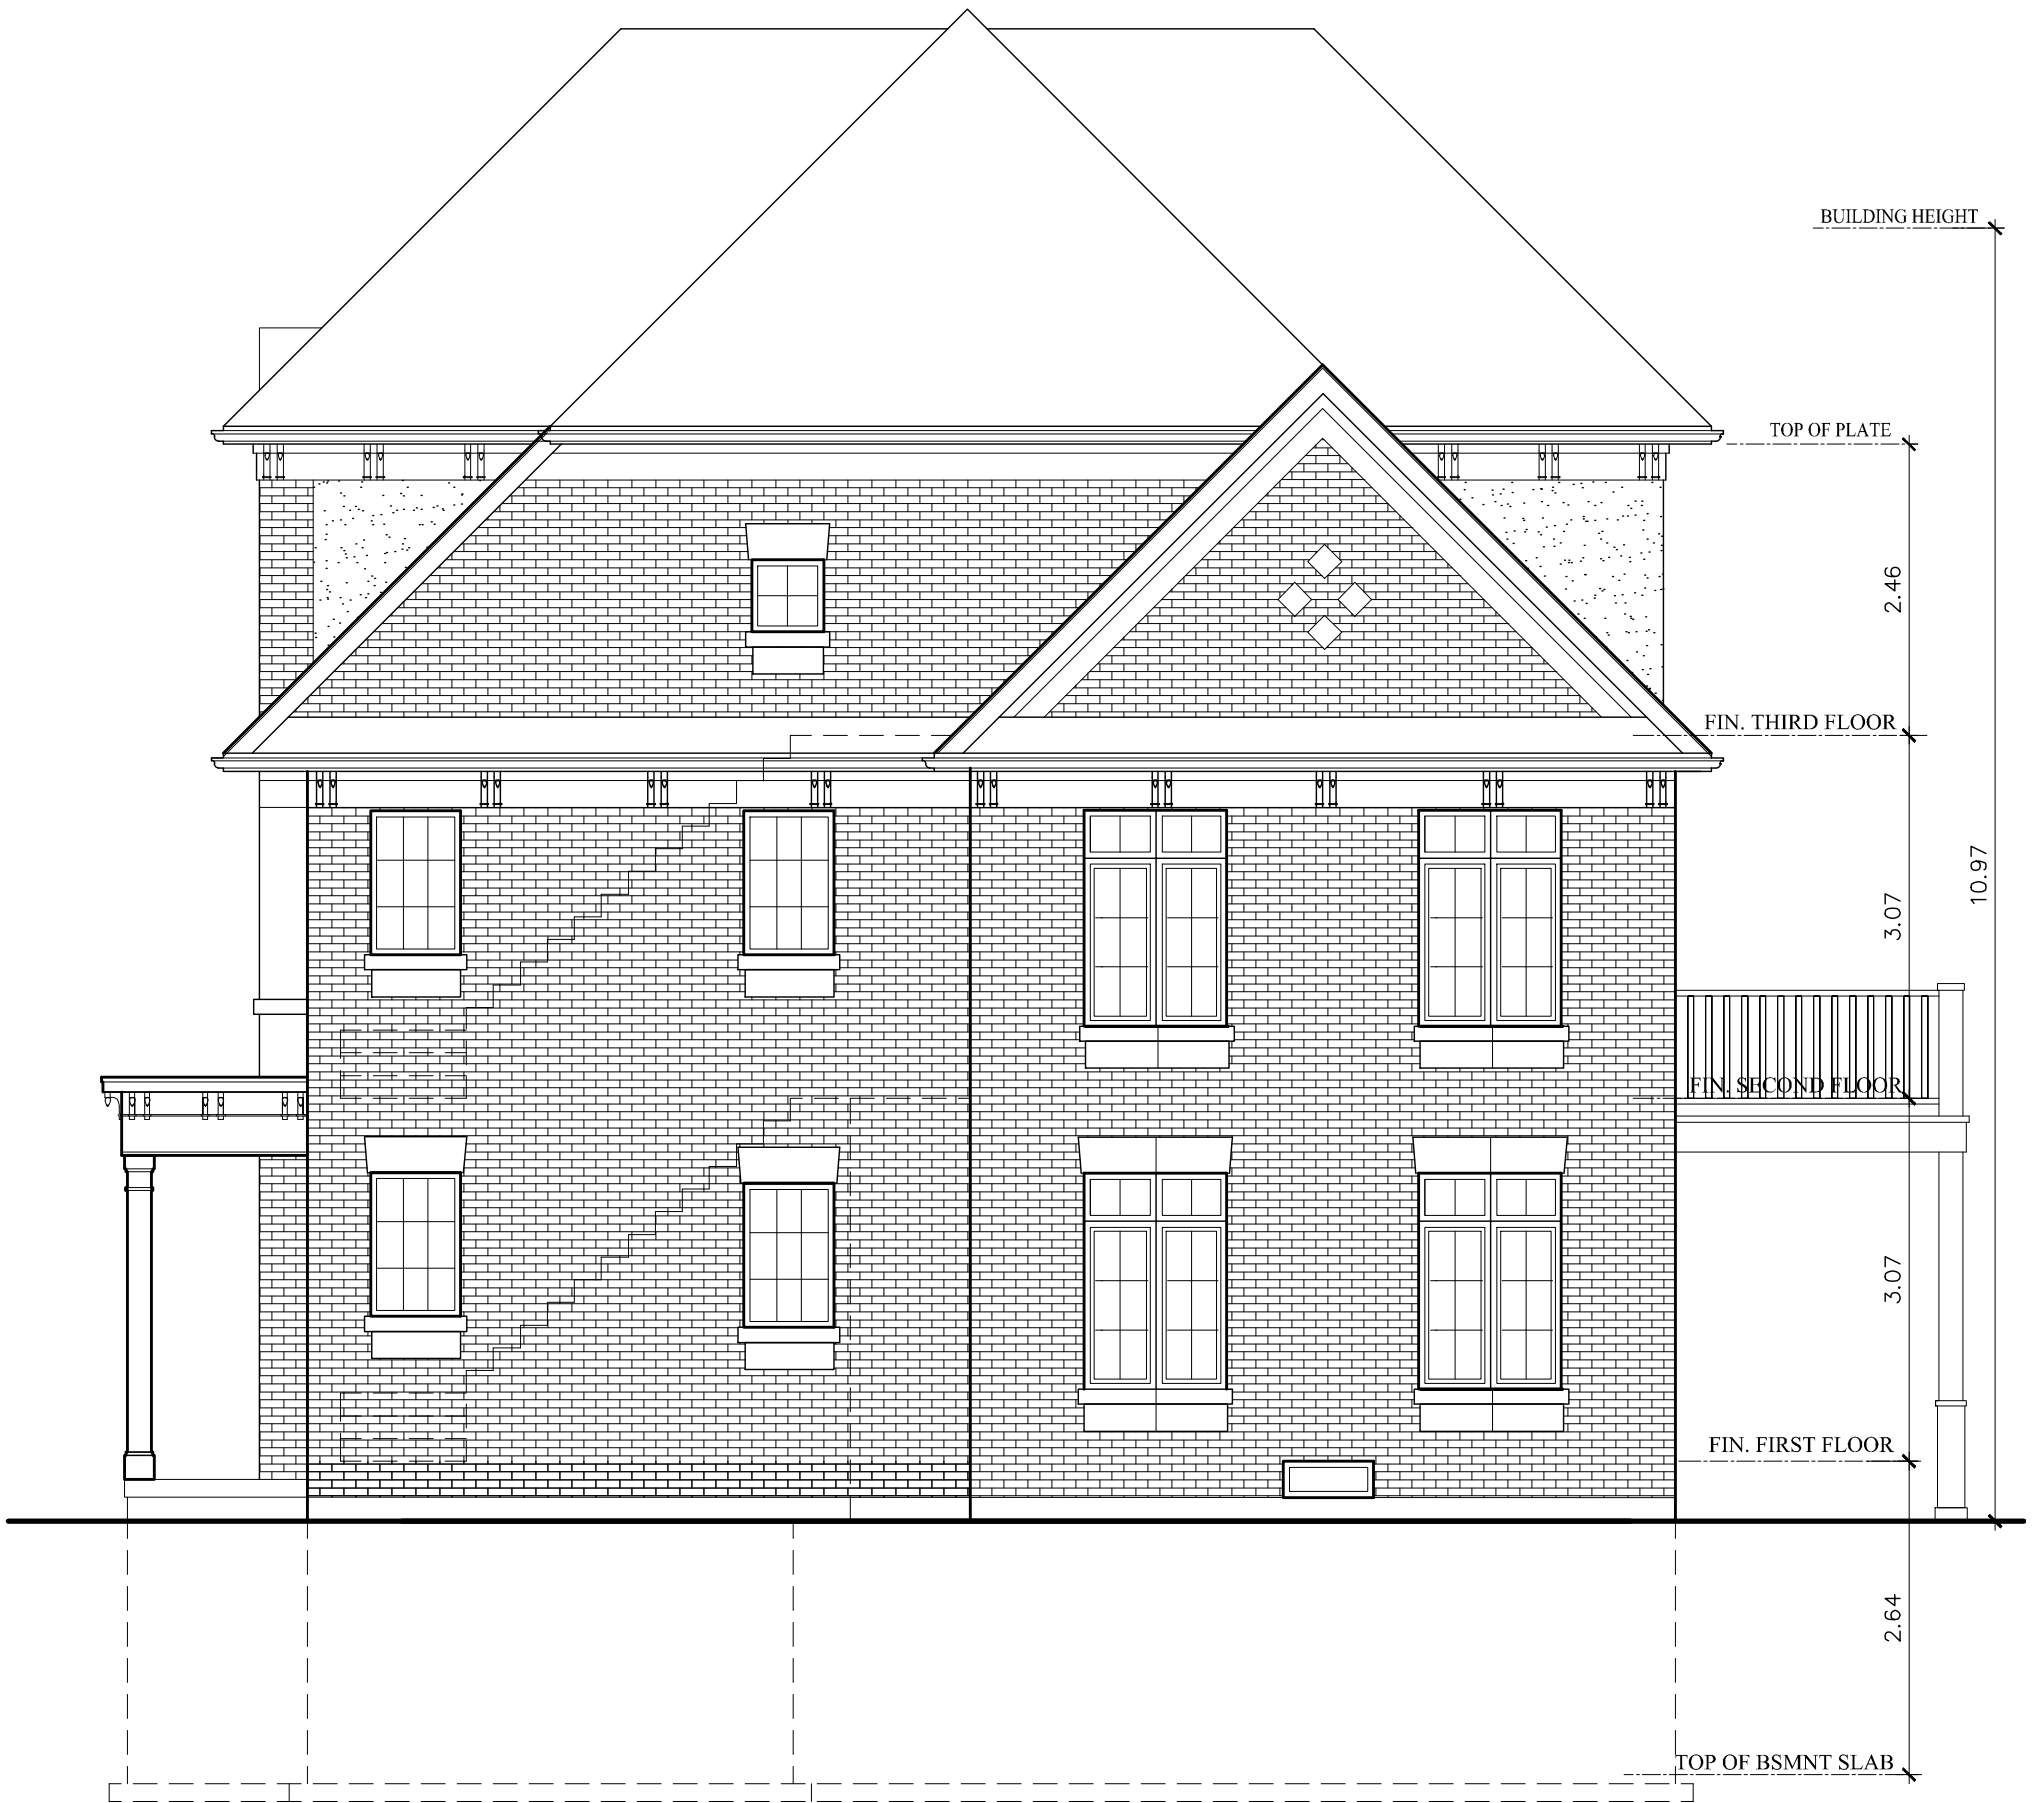 BUILDING HEIGHT
TOP OF PLATE
2.46
FIN. THIRD FLOOR
10.97
3.07
FIN. SECOND FLOOR
3.07
FIN. FIRST FLOOR
2.64
TOP OF BSMNT SLAB